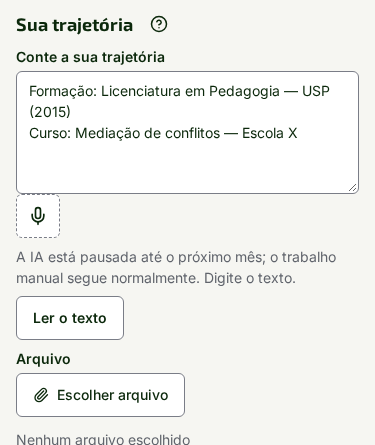 Sua trajetória
Conte a sua trajetória
Formação: Licenciatura em Pedagogia — USP
(2015)
Curso: Mediação de conflitos — Escola X
A IA está pausada até o próximo mês; o trabalho
manual segue normalmente. Digite o texto.
Ler o texto
Arquivo
Escolher arquivo
Nenhum arquivo escolhido